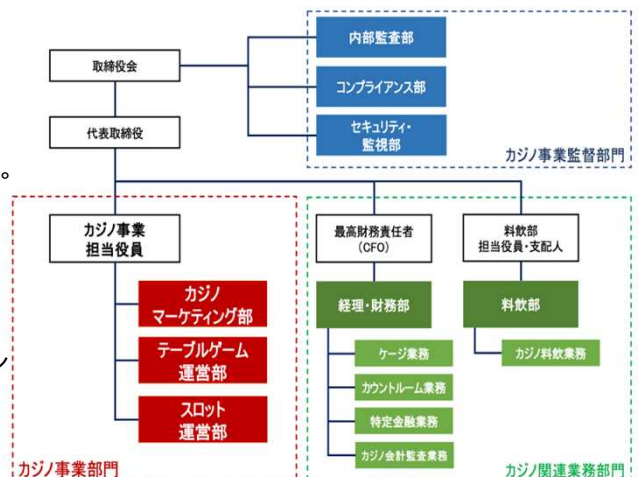 取締役会
代表取締役
内部監査部
コンプライアンス部
セキュリティ・
監視部
カジノ事業監督部門
。
カジノ事業
担当役員
カジノ
マーケティング部
テーブルゲーム
運営部
スロット
運営部
カジノ事業部門
最高財務責任者
(CFO)
経理・財務部
ケージ業務
カウントルーム業務
特定金融業務
カジノ会計監査業務
料飲部
担当役員・支配人
料飲部
カジノ料飲業務
カジノ関連業務部門